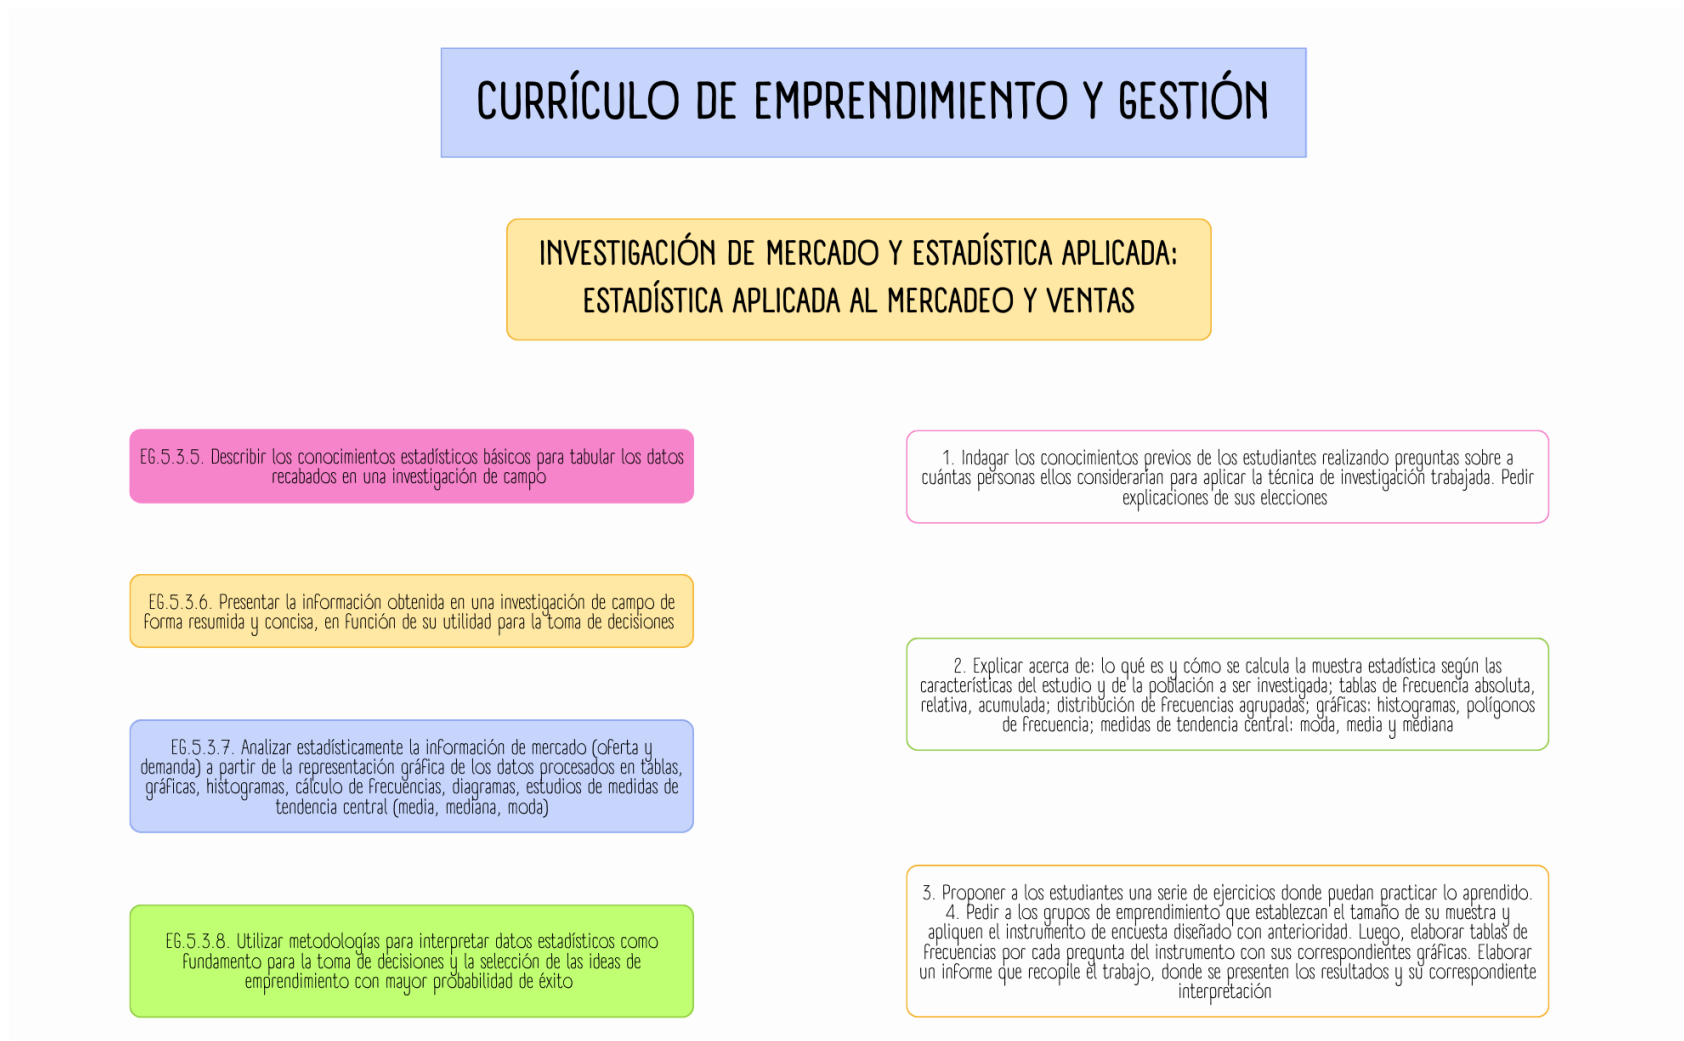 CURRÍCULO DE EMPRENDIMIENTO Y GESTIÓN
INVESTIGACIÓN DE MERCADO Y ESTADÍSTICA APLICADA:
ESTADÍSTICA APLICADA AL MERCADEO Y VENTAS
EG.5.3.5. Describir los conocimientos estadísticos básicos para tabular los datos
recabados en una investigación de campo
EG.5.3.6. Presentar la información obtenida en una investigación de campo de
forma resumida y concisa, en función de su utilidad para la toma de decisiones
EG.5.3.7. Analizar estadísticamente la información de mercado (oferta y
demanda) a partir de la representación gráfica de los datos procesados en tablas,
gráficas, histogramas, cálculo de frecuencias, diagramas, estudios de medidas de
tendencia central (media, mediana, moda)
EG.5.3.8. Utilizar metodologías para interpretar datos estadísticos como
fundamento para la toma de decisiones y la selección de las ideas de
emprendimiento con mayor probabilidad de éxito
1. Indagar los conocimientos previos de los estudiantes realizando preguntas sobre a
cuántas personas ellos considerarían para aplicar la técnica de investigación trabajada. Pedir
explicaciones de sus elecciones
2. Explicar acerca de: lo qué es y cómo se calcula la muestra estadística según las
características del estudio y de la población a ser investigada; tablas de frecuencia absoluta,
relativa, acumulada; distribución de frecuencias agrupadas; gráficas: histogramas, polígonos
de frecuencia; medidas de tendencia central: moda, media y mediana
3. Proponer a los estudiantes una serie de ejercicios donde puedan practicar lo aprendido.
4. Pedir a los grupos de emprendimiento que establezcan el tamaño de su muestra y
apliquen el instrumento de encuesta diseñado con anterioridad. Luego, elaborar tablas de
frecuencias por cada pregunta del instrumento con sus correspondientes gráficas. Elaborar
un informe que recopile el trabajo, donde se presenten los resultados y su correspondiente
interpretación